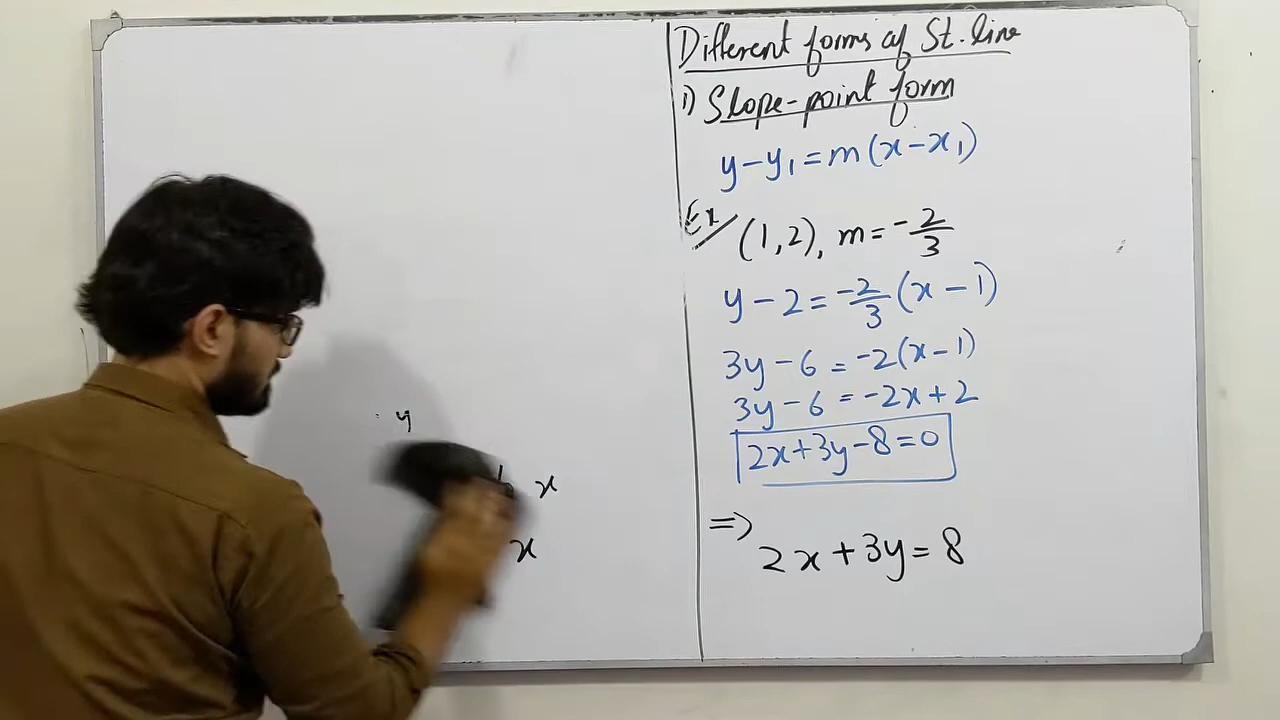 Different forms of St. line
1) Slope-point form
y-y₁=m(x-x₁)
Ex (1,2), m=-2/3
y-2=-2/3(x-1)
3y-6=-2(x-1)
3y-6=-2x+2
2x+3y-8=0
⇒ 2x+3y=8
y
x
x